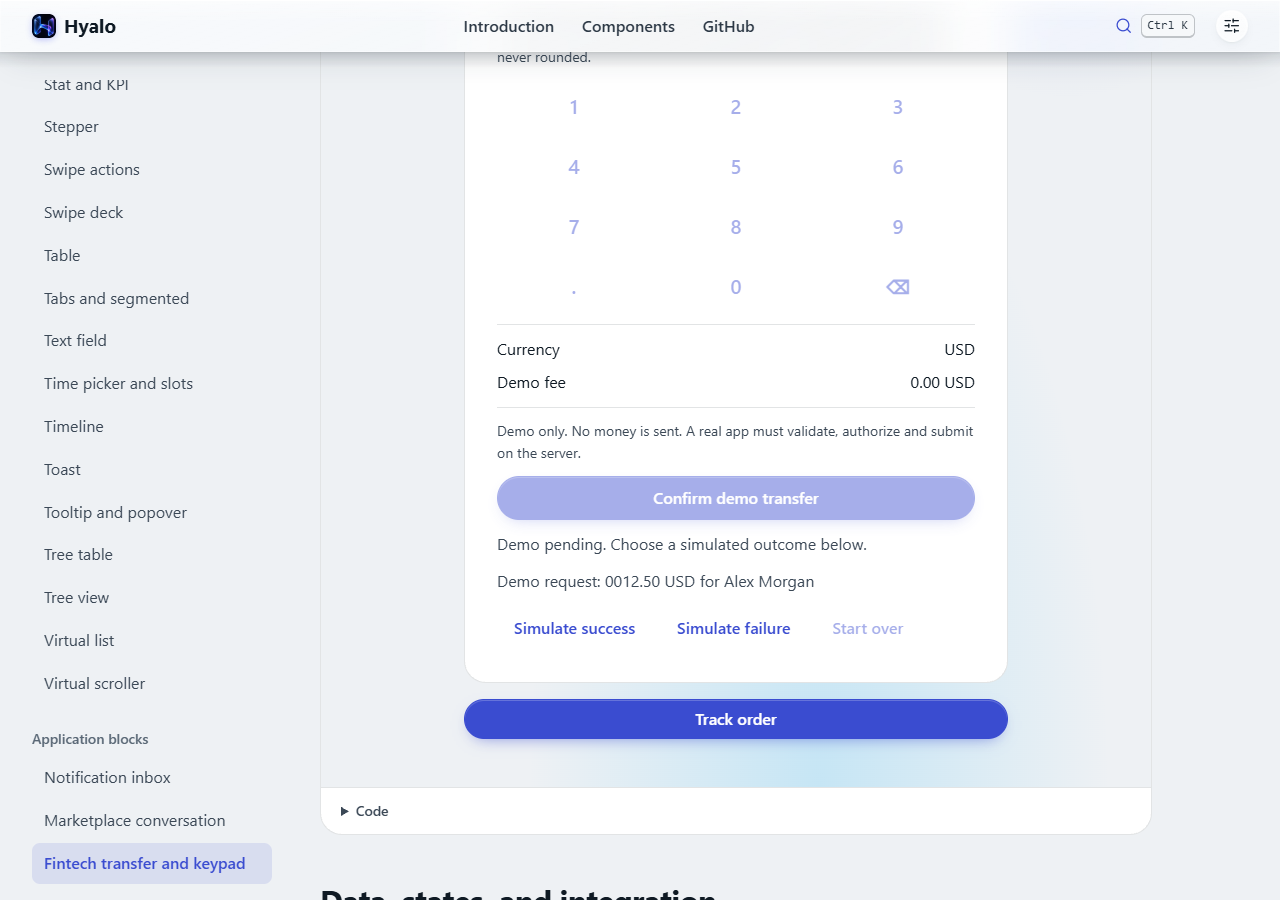 Hyalo
Introduction
Components
GitHub
Ctrl K
Stat and KPI
Stepper
Swipe actions
Swipe deck
Table
Tabs and segmented
Text field
Time picker and slots
Timeline
Toast
Tooltip and popover
Tree table
Tree view
Virtual list
Virtual scroller
Application blocks
Notification inbox
Marketplace conversation
Fintech transfer and keypad
never rounded.
1 2 3
4 5 6
7 8 9
. 0 ⌫
Currency USD
Demo fee 0.00 USD
Demo only. No money is sent. A real app must validate, authorize and submit
on the server.
Confirm demo transfer
Demo pending. Choose a simulated outcome below.
Demo request: 0012.50 USD for Alex Morgan
Simulate success Simulate failure Start over
Track order
Code
Data, states, and integration